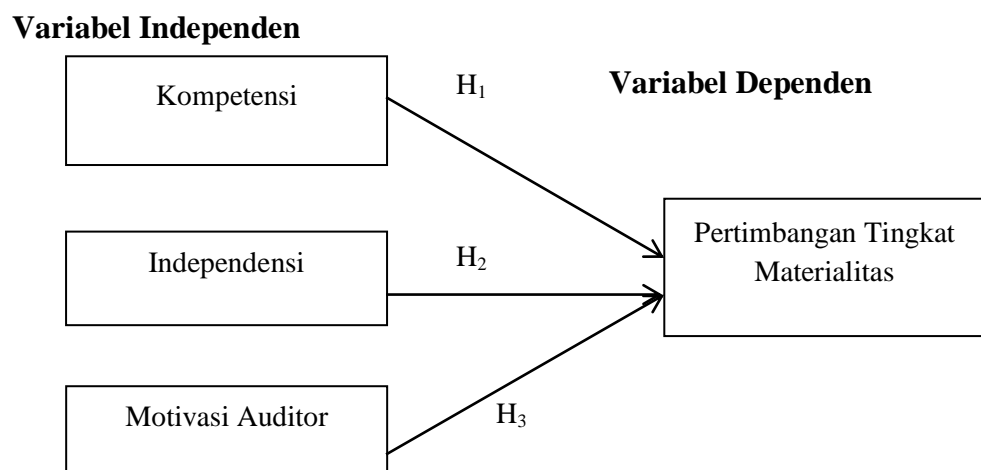 Variabel Independen
Kompetensi
H₁
Variabel Dependen
Independensi
H₂
Pertimbangan Tingkat
Materialitas
Motivasi Auditor
H₃